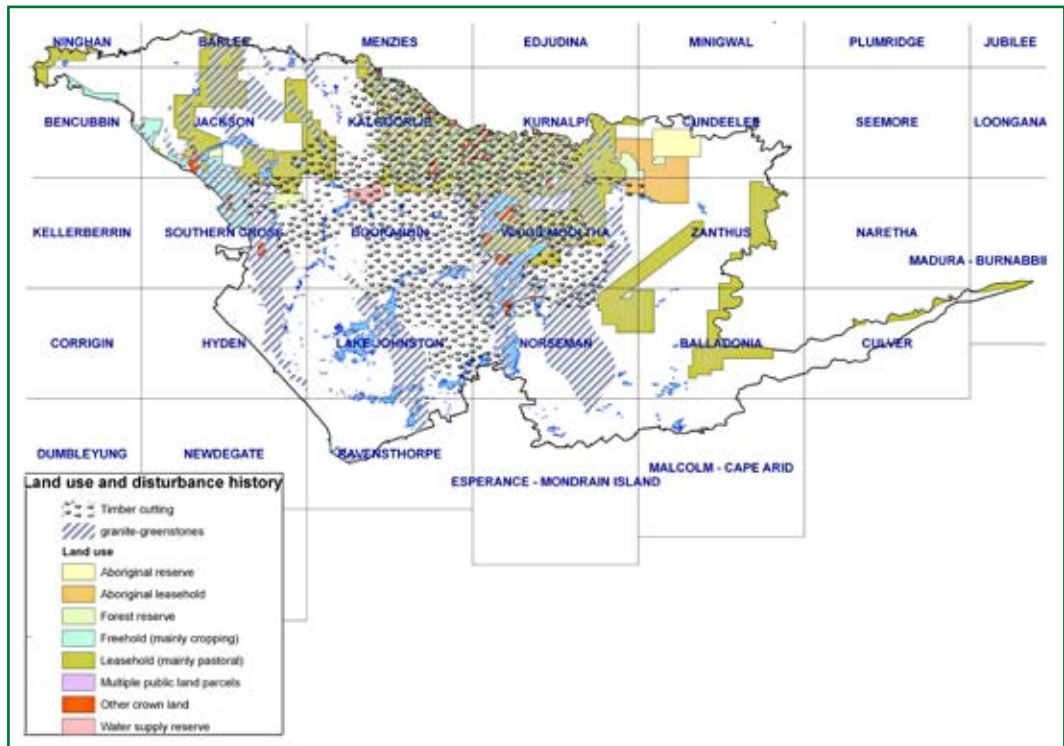 NINGHAN BARLEE MENZIES EDJUDINA MINIGWAL PLUMRIDGE JUBILEE
BENCUBBIN JACKSON KALGOORLIE KURNALPI CUNDEELEE SEEMORE LOONGANA
KELLERBERRIN SOUTHERN CROSS BOORABBIN WIDGIEMOOLTHA ZANTHUS NARETHA
MADURA - BURNABBII
CORRIGIN HYDEN LAKE JOHNSTON NORSEMAN BALLADONIA CULVER
DUMBLEYUNG NEWDEGATE RAVENSTHORPE
ESPERANCE - MONDRAIN ISLAND
MALCOLM - CAPE ARID
Land use and disturbance history
Timber cutting
granite-greenstones
Land use
Aboriginal reserve
Aboriginal leasehold
Forest reserve
Freehold (mainly cropping)
Leasehold (mainly pastoral)
Multiple public land parcels
Other crown land
Water supply reserve